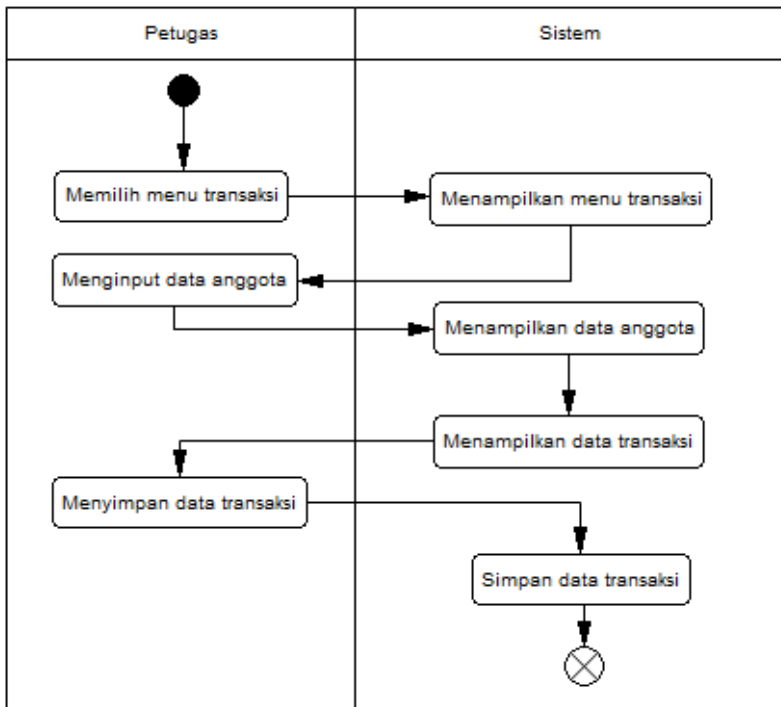 Petugas
Sistem
Memilih menu transaksi
Menampilkan menu transaksi
Menginput data anggota
Menampilkan data anggota
Menampilkan data transaksi
Menyimpan data transaksi
Simpan data transaksi